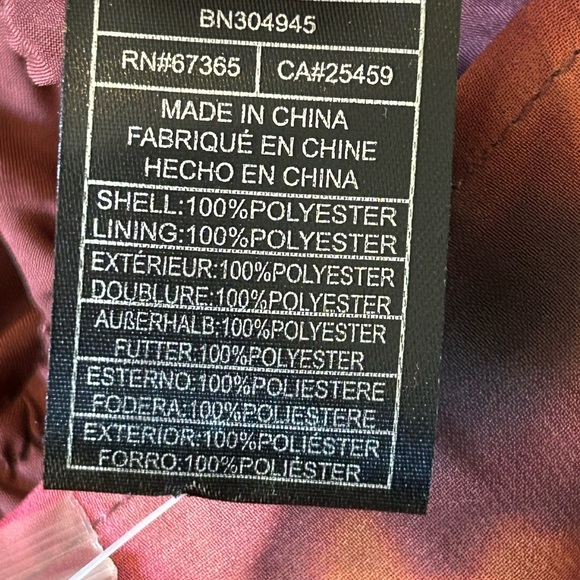 BN304945
RN#67365 CA#25459
MADE IN CHINA
FABRIQUÉ EN CHINE
HECHO EN CHINA
SHELL:100%POLYESTER
LINING:100%POLYESTER
EXTÉRIEUR:100%POLYESTER
DOUBLURE:100%POLYESTER
AUßERHALB:100%POLYESTER
FUTTER:100%POLYESTER
ESTERNO:100%POLIESTERE
FODERA:100%POLIESTERE
EXTERIOR:100%POLIÉSTER
FORRO:100%POLIÉSTER